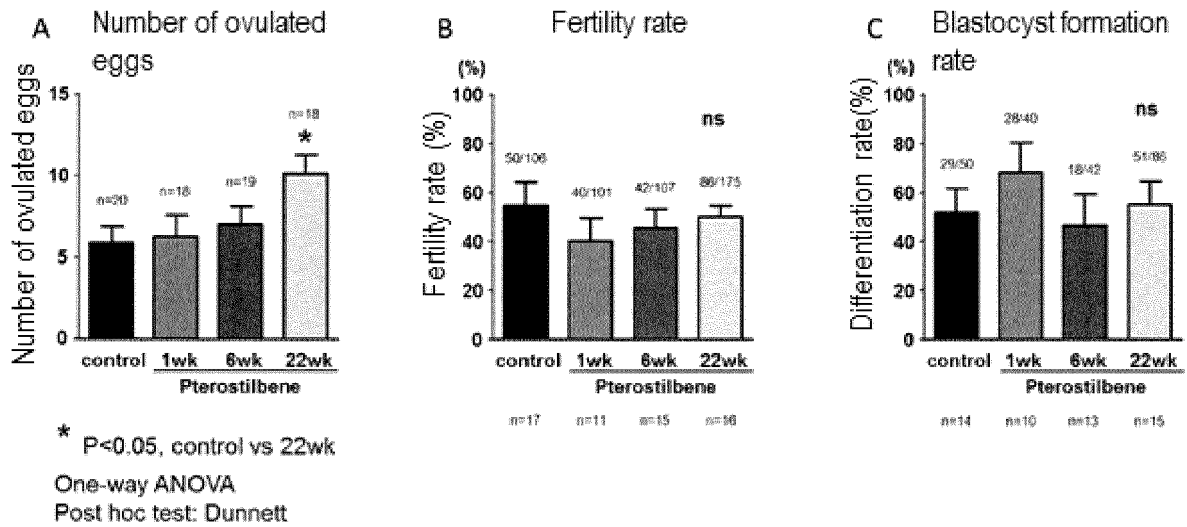 A Number of ovulated
eggs
Number of ovulated eggs
15
10
5
0
n=20
n=18
n=19
n=18
*
control 1wk 6wk 22wk
Pterostilbene
* P<0.05, control vs 22wk
One-way ANOVA
Post hoc test: Dunnett
B Fertility rate
(%)
Fertility rate (%)
100
80
60
40
20
0
50/106
40/101
42/107
86/175
ns
control 1wk 6wk 22wk
Pterostilbene
n=17 n=11 n=15 n=16
C Blastocyst formation
rate
(%)
Differentiation rate(%)
100
80
60
40
20
0
29/50
28/40
18/42
51/86
ns
control 1wk 6wk 22wk
Pterostilbene
n=14 n=10 n=13 n=15